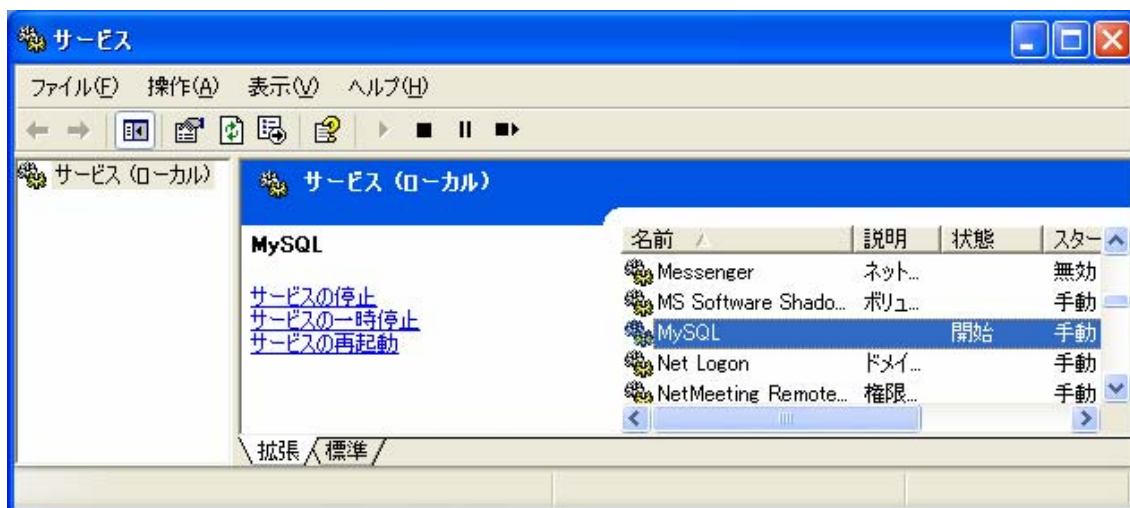 サービス
ファイル(F) 操作(A) 表示(V) ヘルプ(H)
サービス (ローカル)
サービス (ローカル)
MySQL
サービスの停止
サービスの一時停止
サービスの再起動
名前 説明 状態 スター
Messenger ネット... 無効
MS Software Shado... ボリュ... 手動
MySQL 開始 手動
Net Logon ドメイ... 手動
NetMeeting Remote... 権限... 手動
拡張 標準